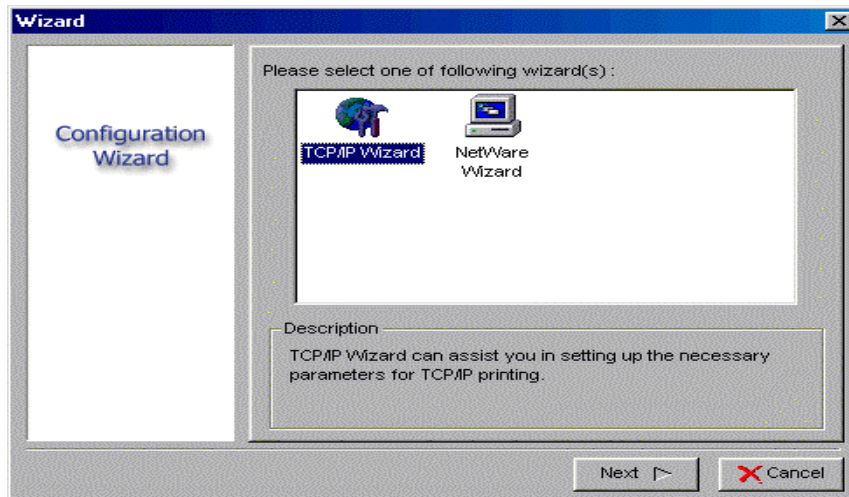 Wizard
Configuration
Wizard
Please select one of following wizard(s) :
TCP/IP Wizard
NetWare
Wizard
Description
TCP/IP Wizard can assist you in setting up the necessary
parameters for TCP/IP printing.
Next
Cancel